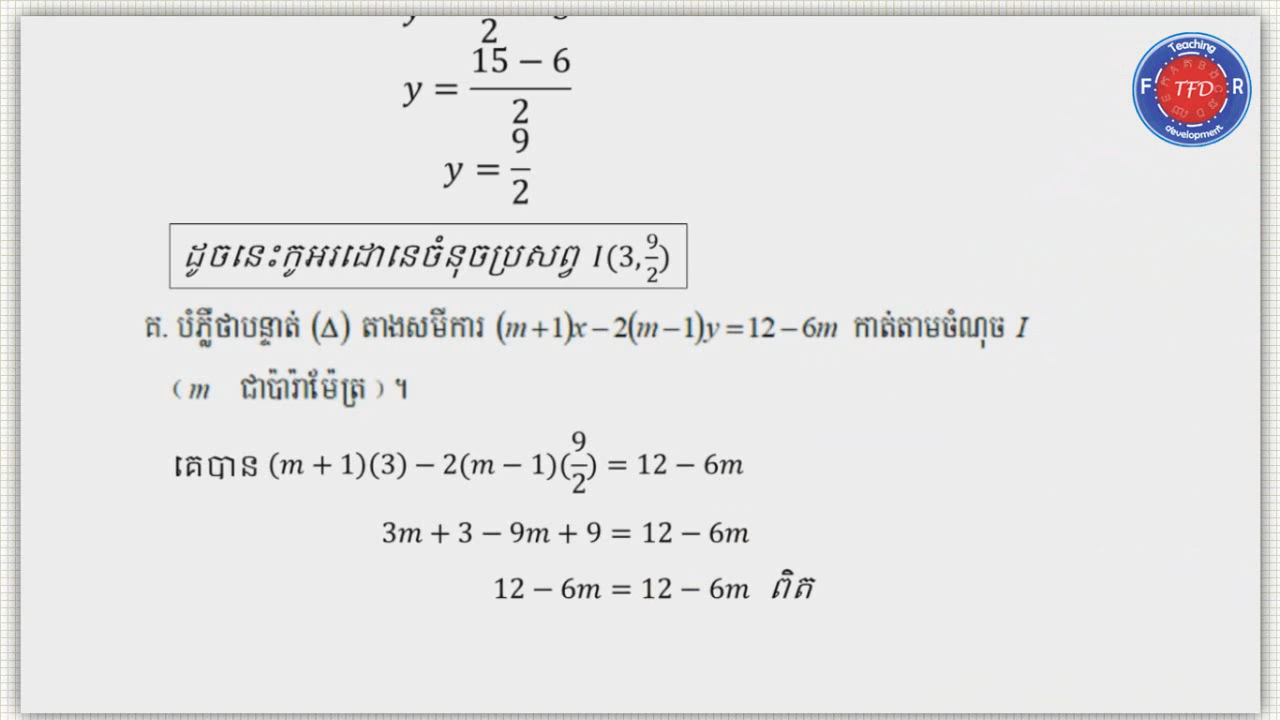 2
y = (15 − 6)/2
y = 9/2
ដូចនេះកូអរដោនេចំនុចប្រសព្វ I(3, 9/2)
គ. បំភ្លឺថាបន្ទាត់ (Δ) តាងសមីការ (m+1)x − 2(m−1)y = 12 − 6m កាត់តាមចំណុច I
( m ជាប៉ារ៉ាម៉ែត្រ ) ។
គេបាន (m + 1)(3) − 2(m − 1)(9/2) = 12 − 6m
3m + 3 − 9m + 9 = 12 − 6m
12 − 6m = 12 − 6m ពិត
Teaching
F TFD R
development